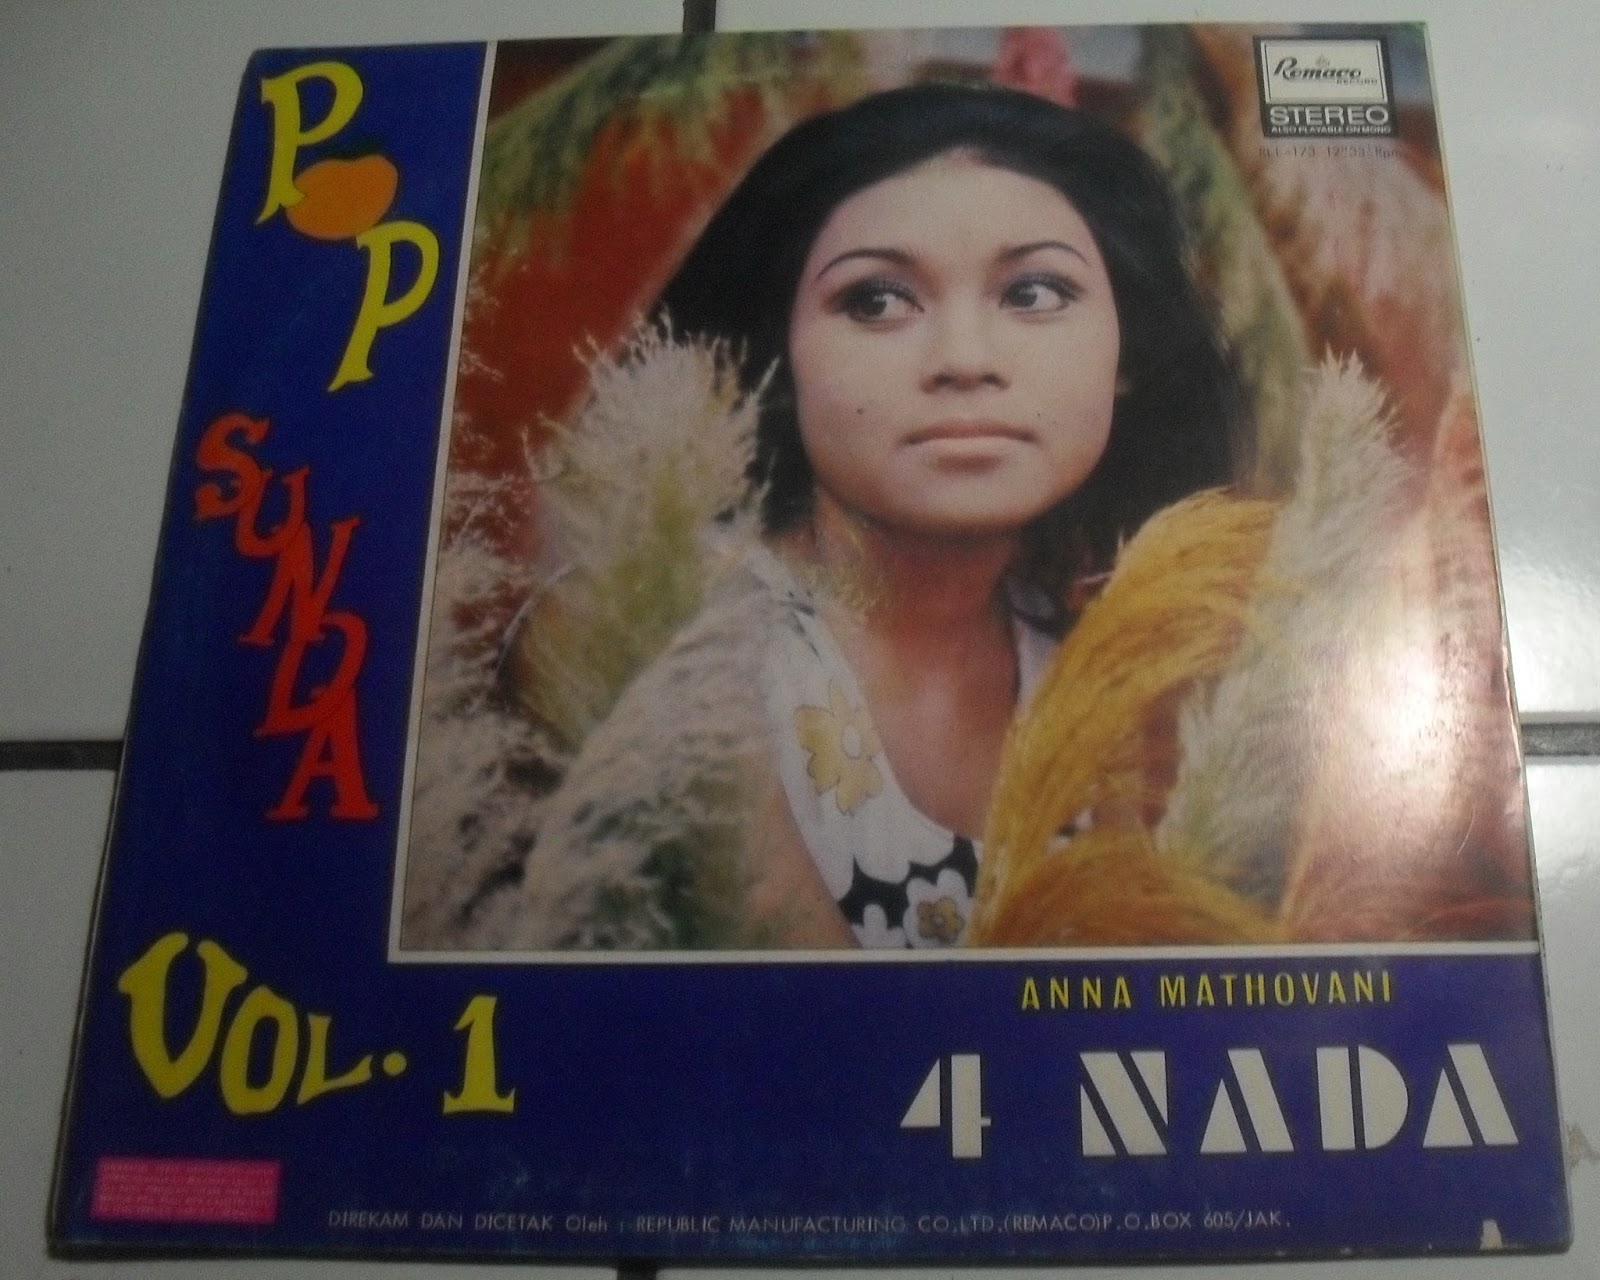 POP
SUNDA
VOL. 1
Remaco
RECORD
STEREO
ALSO PLAYABLE ON MONO
ANNA MATHOVANI
4 NADA
DIREKAM DAN DICETAK Oleh : REPUBLIC MANUFACTURING CO,LTD.(REMACO)P.O.BOX 605/JAK.